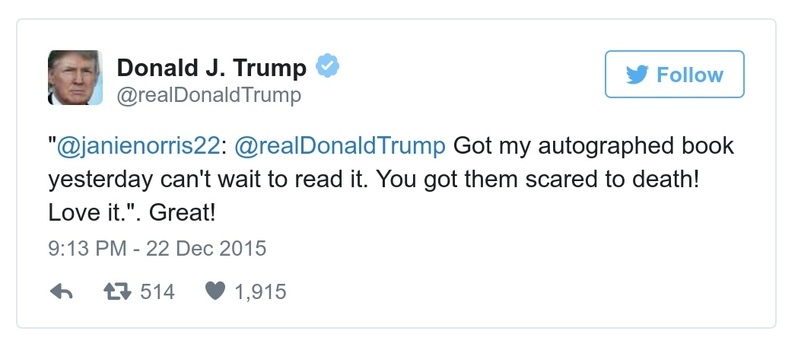 Donald J. Trump
@realDonaldTrump
Follow
"@janienorris22: @realDonaldTrump Got my autographed book
yesterday can't wait to read it. You got them scared to death!
Love it.". Great!
9:13 PM - 22 Dec 2015
514 1,915